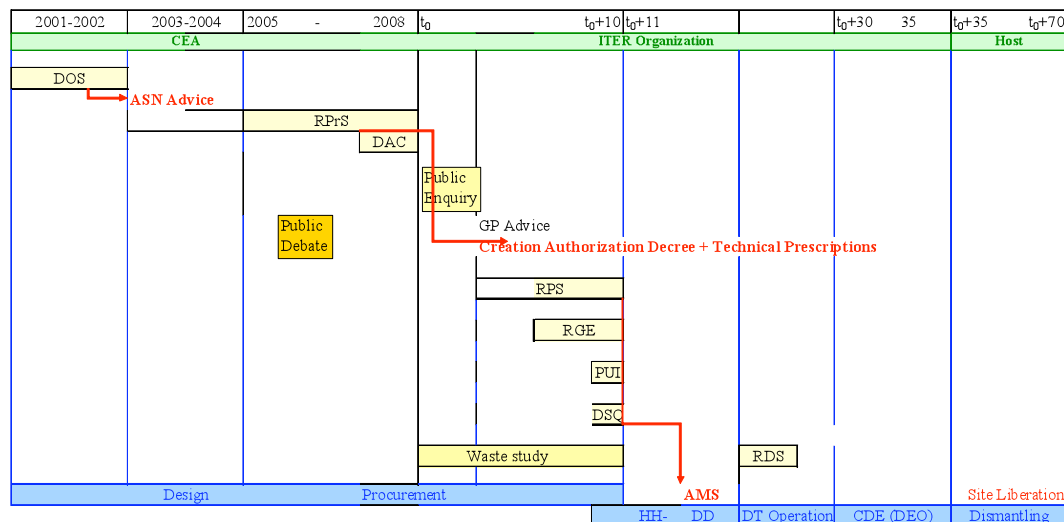 2001-2002 2003-2004 2005 - 2008 t0 t0+10 t0+11 t0+30 35 t0+35 t0+70
CEA ITER Organization Host
DOS
ASN Advice
RPrS
DAC
Public
Enquiry
Public
Debate
GP Advice
Creation Authorization Decree + Technical Prescriptions
RPS
RGE
PUI
DSQ
Waste study RDS
Design Procurement AMS Site Liberation
HH- DD DT Operation CDE (DEO) Dismantling